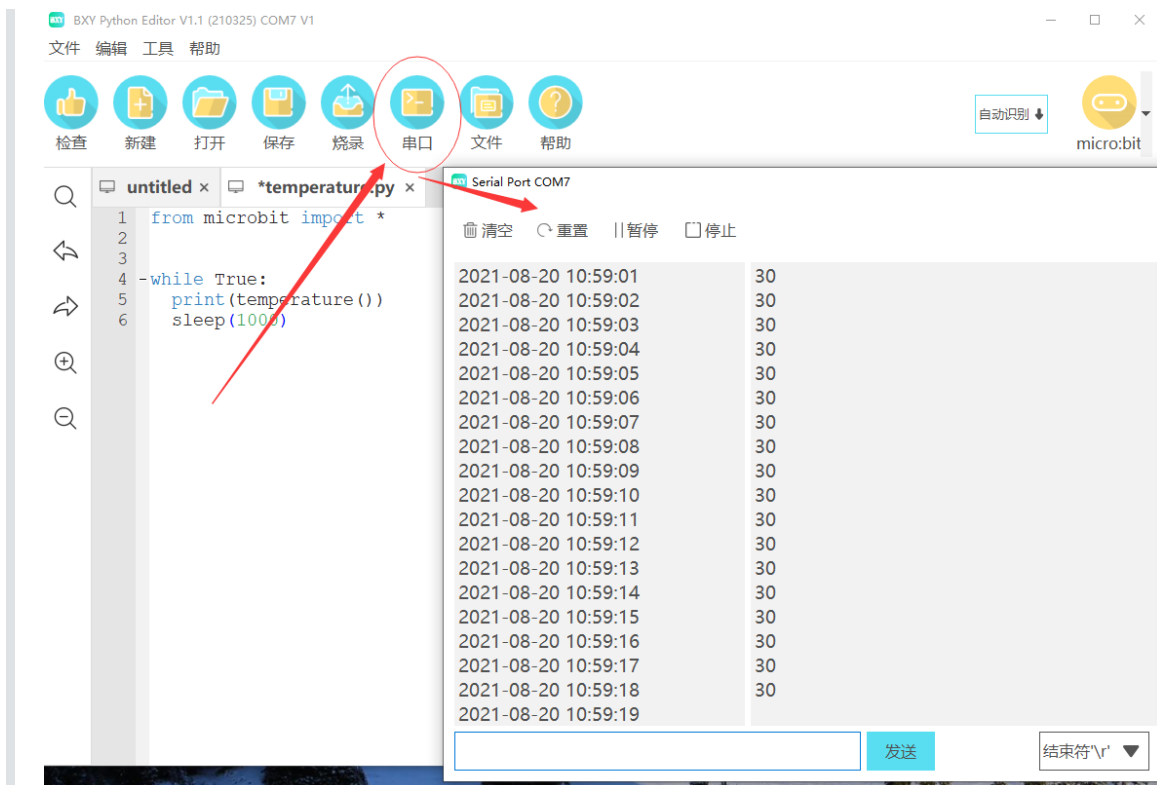 BXY Python Editor V1.1 (210325) COM7 V1
文件 编辑 工具 帮助
检查 新建 打开 保存 烧录 串口 文件 帮助
自动识别
micro:bit
untitled × *temperature.py ×
1 from microbit import *
2
3
4 -while True:
5 print(temperature())
6 sleep(1000)
Serial Port COM7
清空 重置 暂停 停止
2021-08-20 10:59:01 30
2021-08-20 10:59:02 30
2021-08-20 10:59:03 30
2021-08-20 10:59:04 30
2021-08-20 10:59:05 30
2021-08-20 10:59:06 30
2021-08-20 10:59:07 30
2021-08-20 10:59:08 30
2021-08-20 10:59:09 30
2021-08-20 10:59:10 30
2021-08-20 10:59:11 30
2021-08-20 10:59:12 30
2021-08-20 10:59:13 30
2021-08-20 10:59:14 30
2021-08-20 10:59:15 30
2021-08-20 10:59:16 30
2021-08-20 10:59:17 30
2021-08-20 10:59:18 30
2021-08-20 10:59:19
发送 结束符'\r'